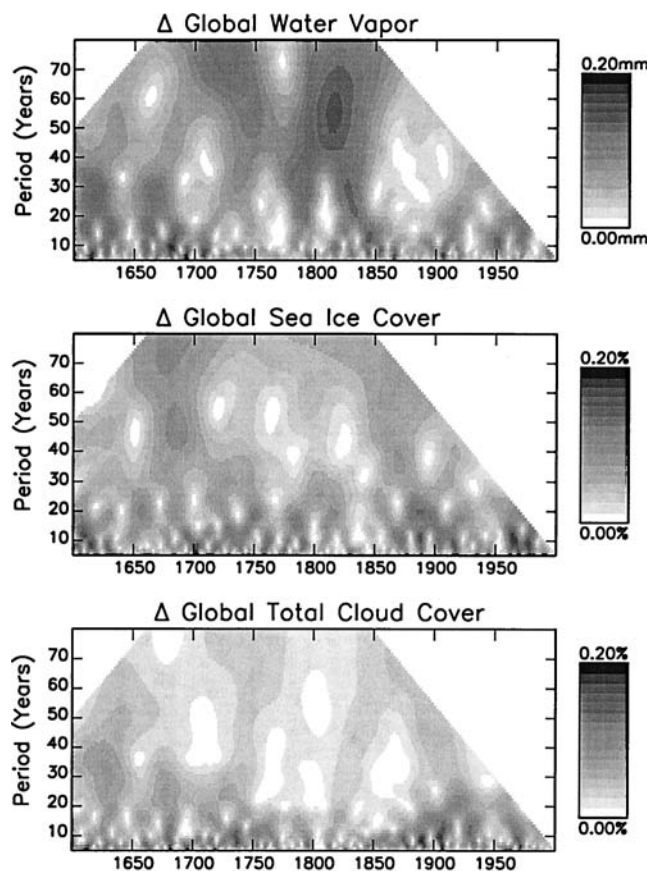 Δ Global Water Vapor
Period (Years)
70
60
50
40
30
20
10
1650 1700 1750 1800 1850 1900 1950
0.20mm
0.00mm
Δ Global Sea Ice Cover
Period (Years)
70
60
50
40
30
20
10
1650 1700 1750 1800 1850 1900 1950
0.20%
0.00%
Δ Global Total Cloud Cover
Period (Years)
70
60
50
40
30
20
10
1650 1700 1750 1800 1850 1900 1950
0.20%
0.00%